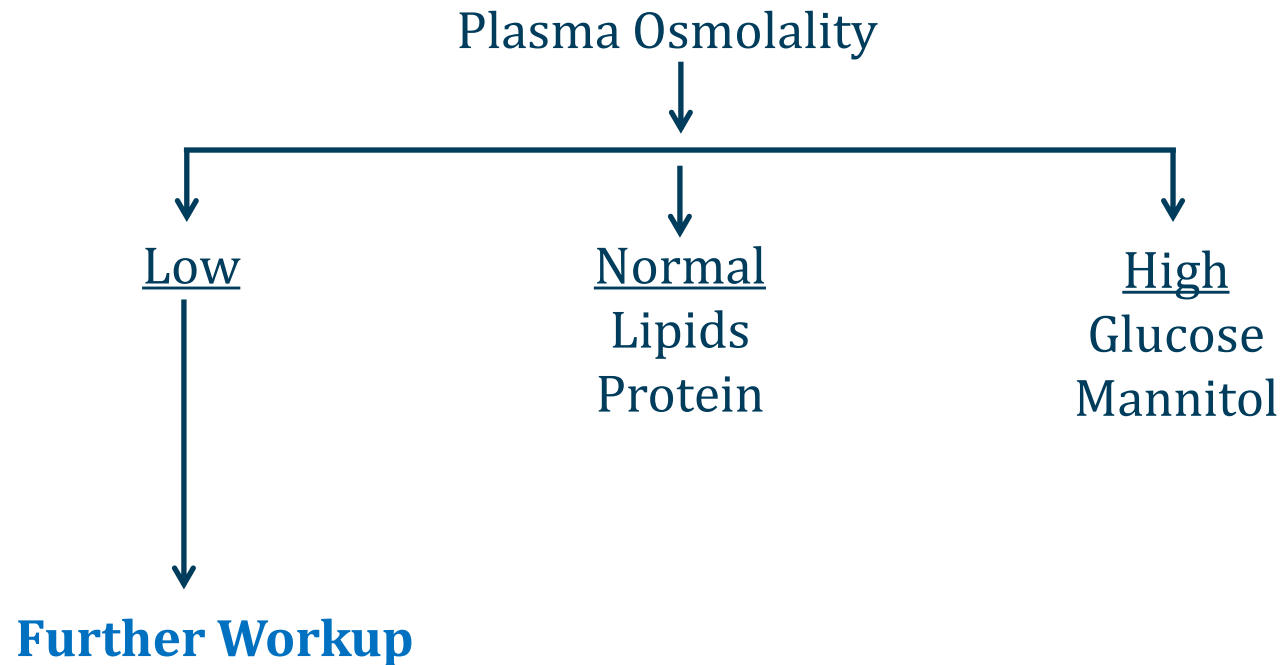 Plasma Osmolality
Low
Normal
Lipids
Protein
High
Glucose
Mannitol
Further Workup